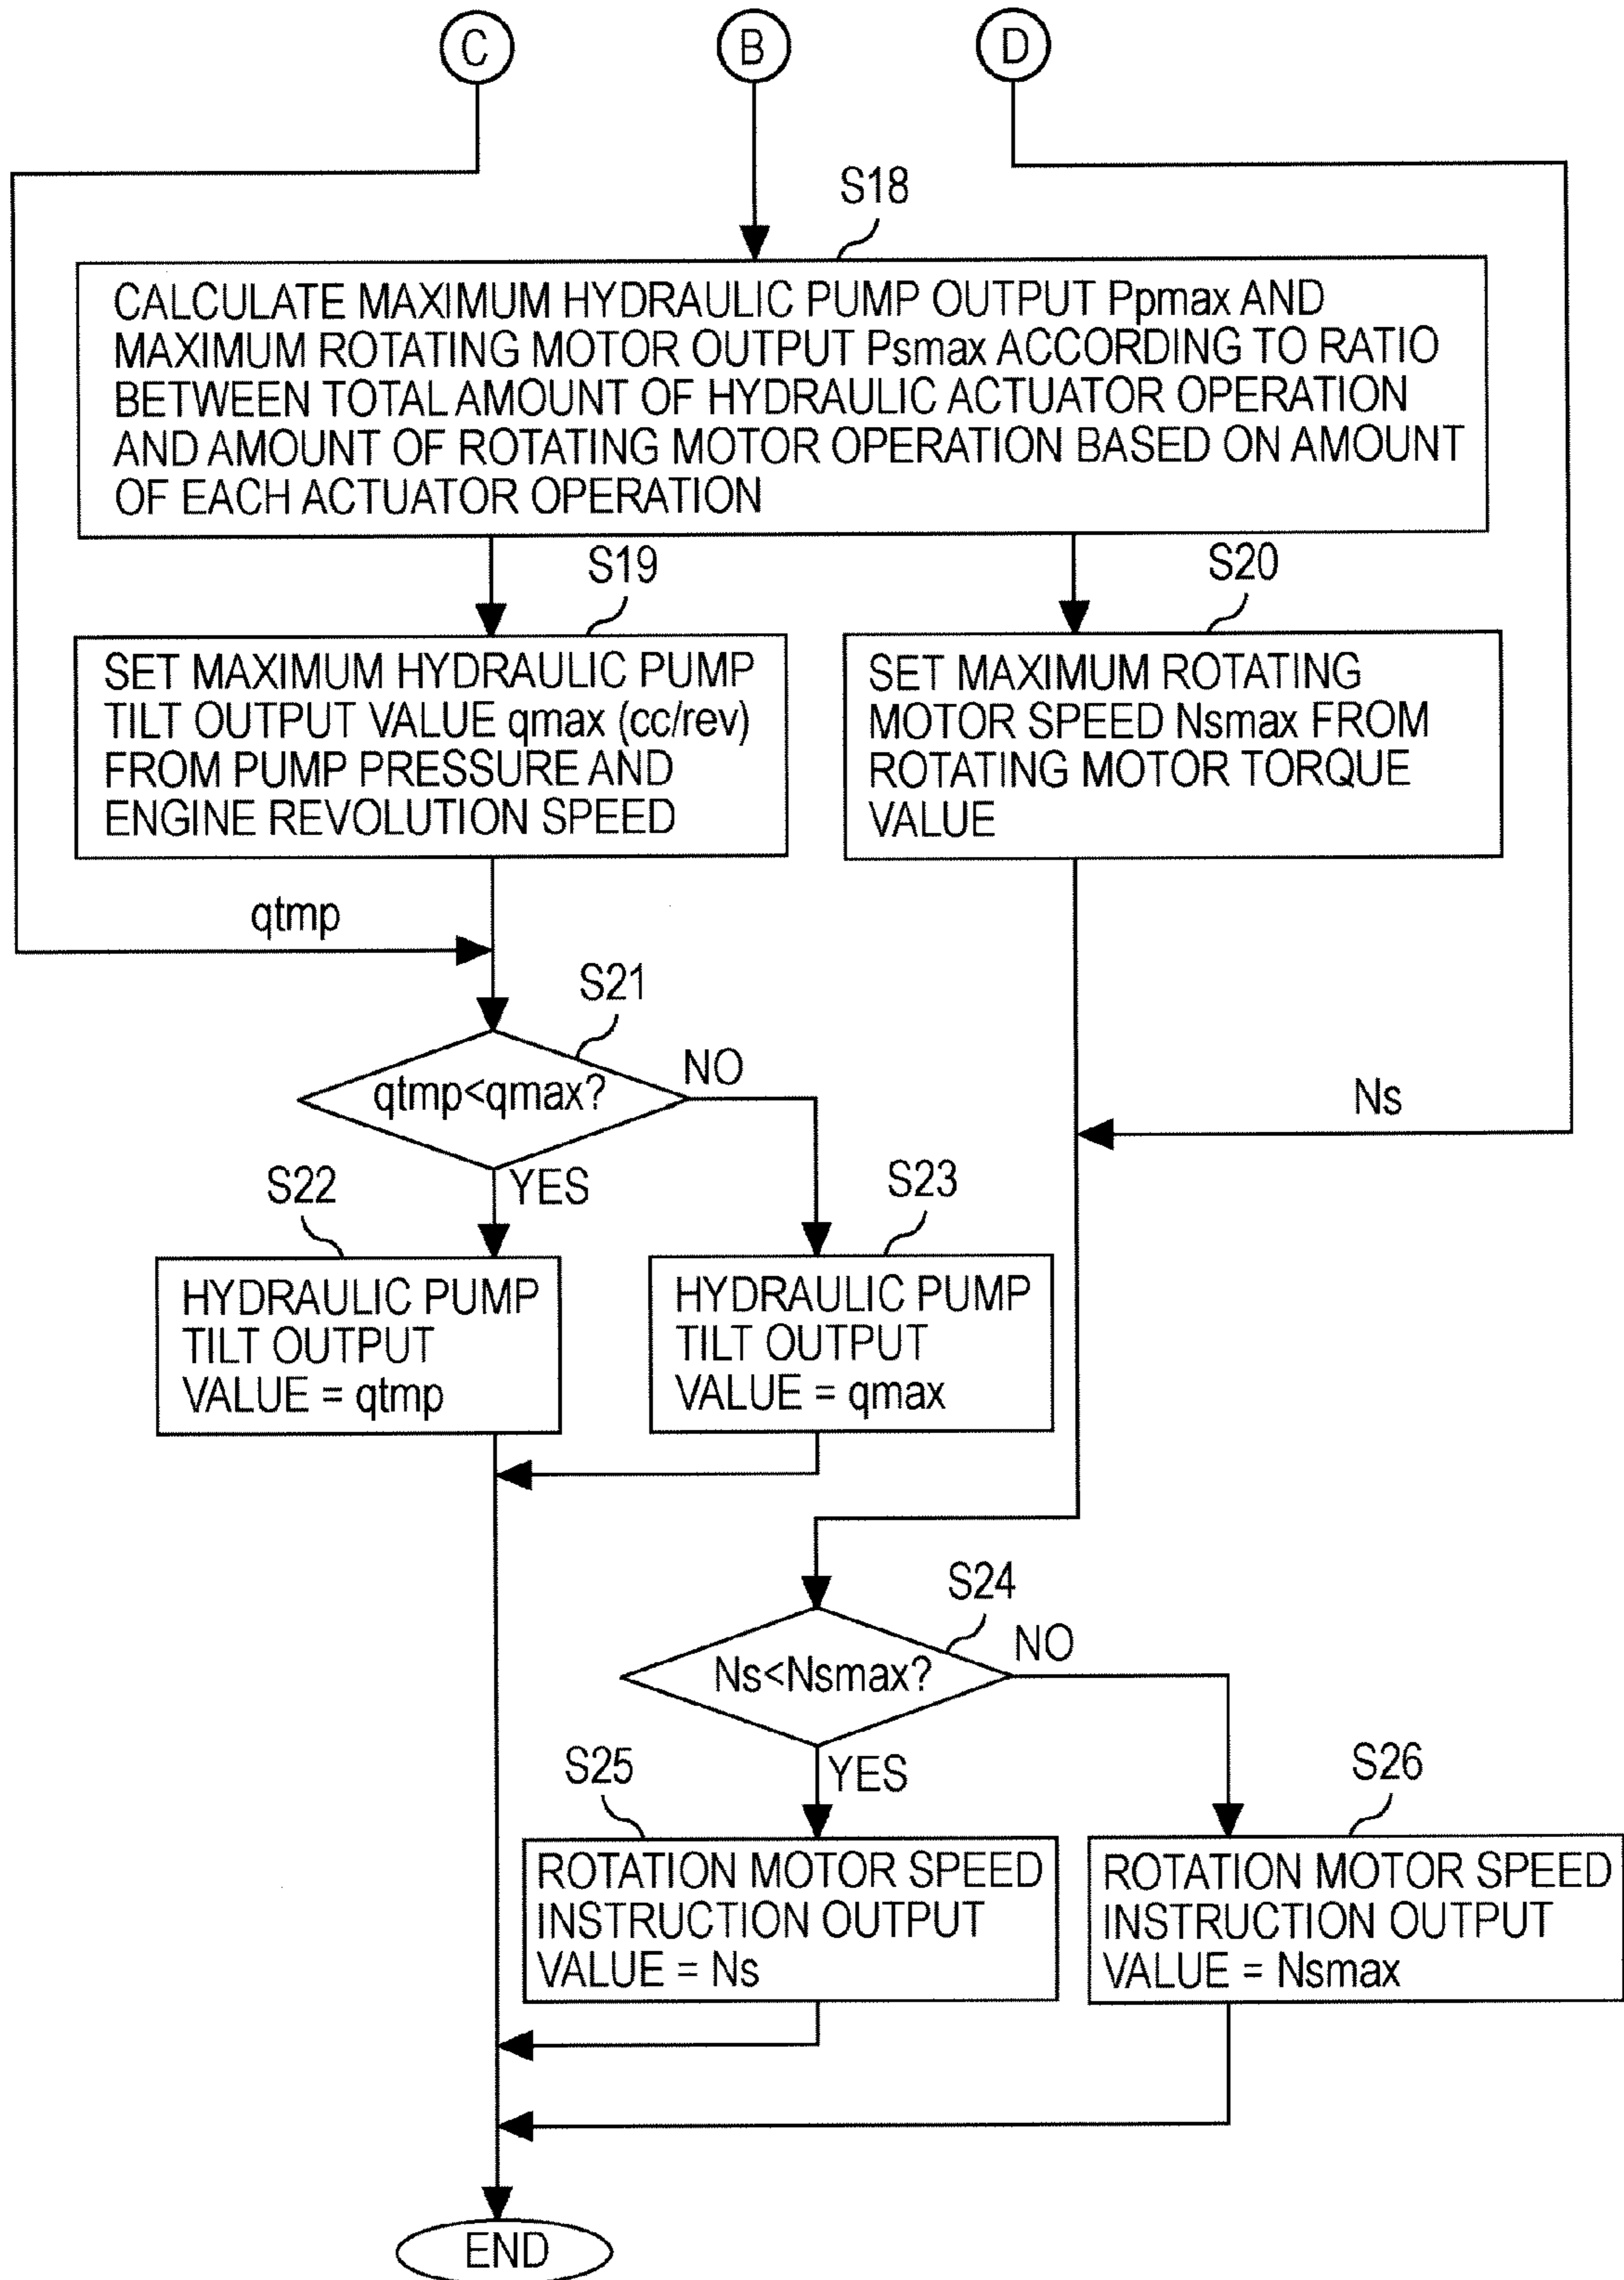 C
B
D
S18
CALCULATE MAXIMUM HYDRAULIC PUMP OUTPUT Ppmax AND
MAXIMUM ROTATING MOTOR OUTPUT Psmax ACCORDING TO RATIO
BETWEEN TOTAL AMOUNT OF HYDRAULIC ACTUATOR OPERATION
AND AMOUNT OF ROTATING MOTOR OPERATION BASED ON AMOUNT
OF EACH ACTUATOR OPERATION
S19
S20
SET MAXIMUM HYDRAULIC PUMP
TILT OUTPUT VALUE qmax (cc/rev)
FROM PUMP PRESSURE AND
ENGINE REVOLUTION SPEED
SET MAXIMUM ROTATING
MOTOR SPEED Nsmax FROM
ROTATING MOTOR TORQUE
VALUE
qtmp
S21
qtmp<qmax?
NO
Ns
YES
S22
S23
HYDRAULIC PUMP
TILT OUTPUT
VALUE = qtmp
HYDRAULIC PUMP
TILT OUTPUT
VALUE = qmax
S24
Ns<Nsmax?
NO
YES
S25
S26
ROTATION MOTOR SPEED
INSTRUCTION OUTPUT
VALUE = Ns
ROTATION MOTOR SPEED
INSTRUCTION OUTPUT
VALUE = Nsmax
END